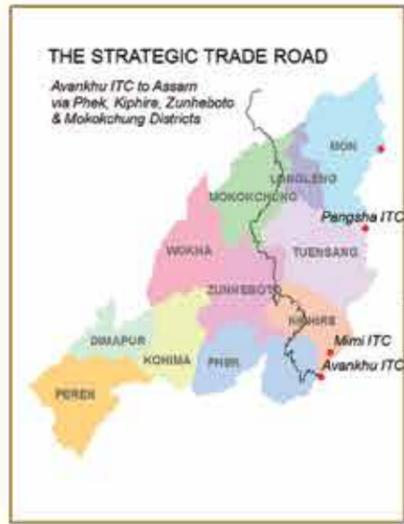 THE STRATEGIC TRADE ROAD
Avankhu ITC to Assam
via Phek, Kiphire, Zunheboto
& Mokokchung Districts
MON
LONGLENG
MOKOKCHUNG
Pangsha ITC
WOKHA
TUENSANG
ZUNHEBOTO
KIPHIRE
DIMAPUR
Mimi ITC
KOHIMA
PHEK
Avankhu ITC
PEREN